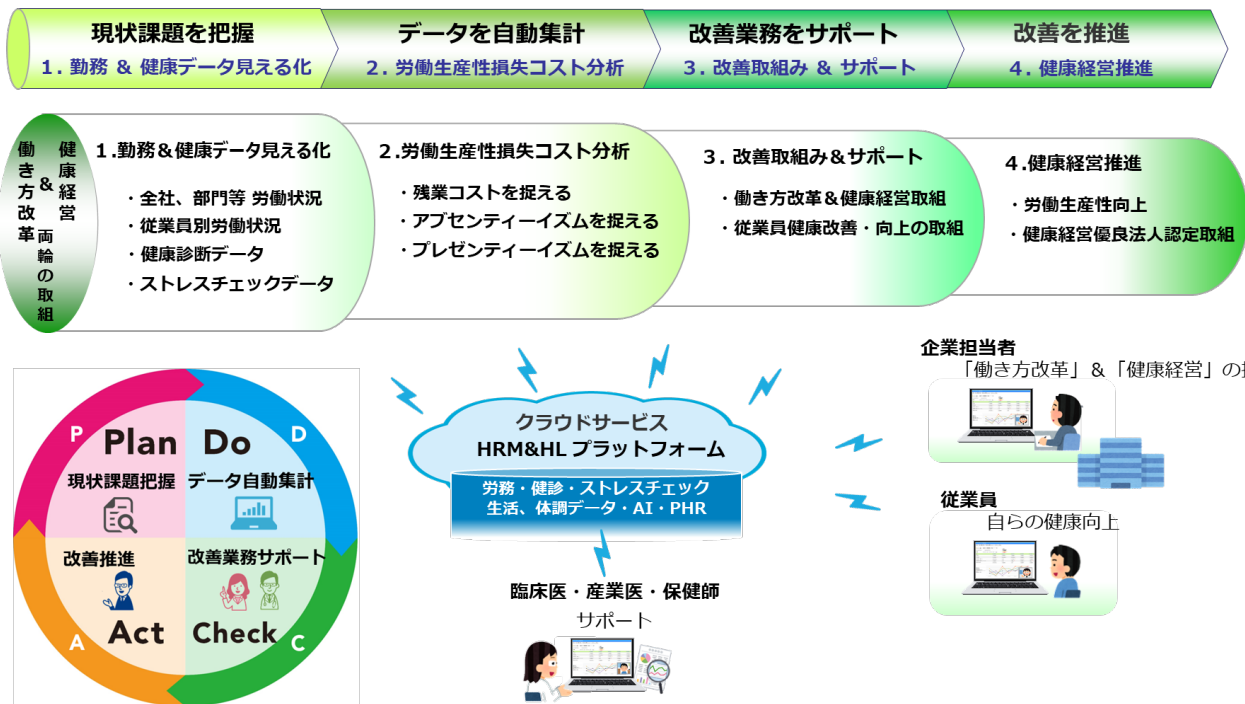 現状課題を把握
1. 勤務 & 健康データ見える化
データを自動集計
2. 労働生産性損失コスト分析
改善業務をサポート
3. 改善取組み & サポート
改善を推進
4. 健康経営推進
健康経営
&
働き方改革
両輪の取組
1.勤務&健康データ見える化
・全社、部門等 労働状況
・従業員別労働状況
・健康診断データ
・ストレスチェックデータ
2.労働生産性損失コスト分析
・残業コストを捉える
・アブセンティーイズムを捉える
・プレゼンティーイズムを捉える
3. 改善取組み&サポート
・働き方改革&健康経営取組
・従業員健康改善・向上の取組
4.健康経営推進
・労働生産性向上
・健康経営優良法人認定取組
P
Plan
現状課題把握
Do
D
データ自動集計
改善推進
Act
A
改善業務サポート
Check
C
クラウドサービス
HRM&HL プラットフォーム
労務・健診・ストレスチェック
生活、体調データ・AI・PHR
臨床医・産業医・保健師
サポート
企業担当者
「働き方改革」&「健康経営」の
従業員
自らの健康向上